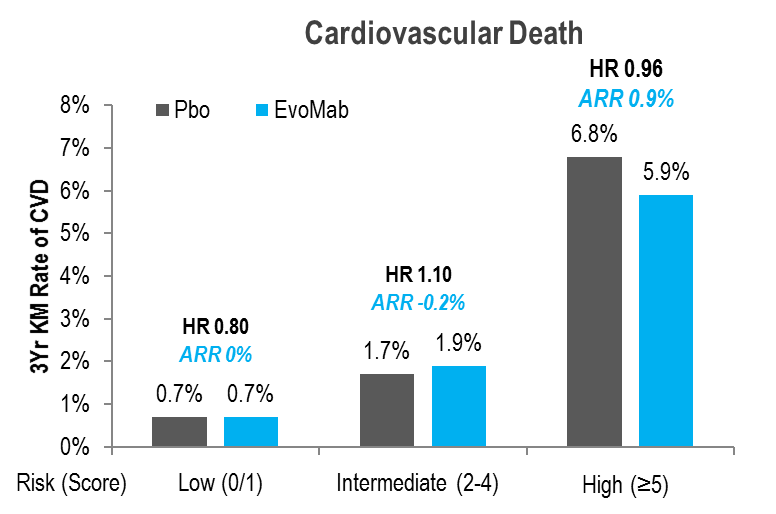 Cardiovascular Death
HR 0.96
ARR 0.9%
Pbo
EvoMab
8%
7%
6%
5%
4%
3%
2%
1%
0%
3Yr KM Rate of CVD
6.8%
5.9%
HR 1.10
ARR -0.2%
1.7%
1.9%
HR 0.80
ARR 0%
0.7%
0.7%
Risk (Score)
Low (0/1)
Intermediate (2-4)
High (≥5)